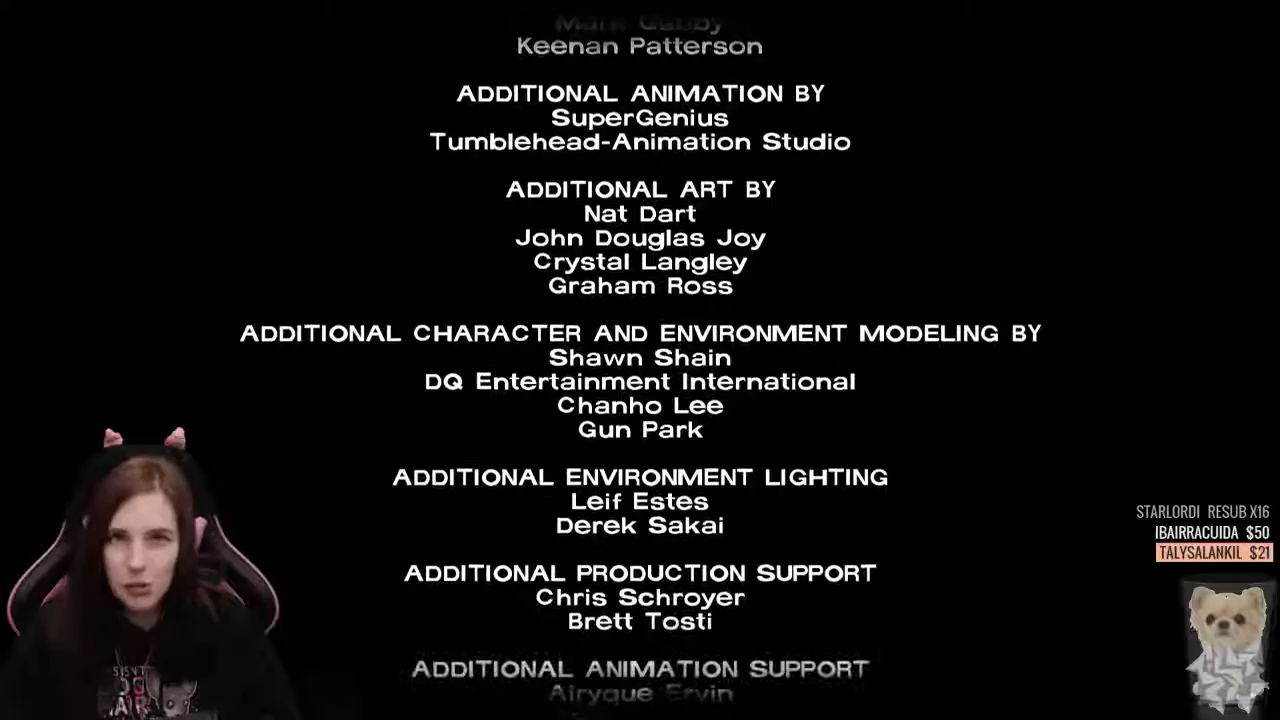 Keenan Patterson
ADDITIONAL ANIMATION BY
SuperGenius
Tumblehead-Animation Studio
ADDITIONAL ART BY
Nat Dart
John Douglas Joy
Crystal Langley
Graham Ross
ADDITIONAL CHARACTER AND ENVIRONMENT MODELING BY
Shawn Shain
DQ Entertainment International
Chanho Lee
Gun Park
ADDITIONAL ENVIRONMENT LIGHTING
Leif Estes
Derek Sakai
ADDITIONAL PRODUCTION SUPPORT
Chris Schroyer
Brett Tosti
ADDITIONAL ANIMATION SUPPORT
Airyque Ervin
STARLORDI RESUB X16
IBAIRRACUIDA $50
TALYSALANKIL $21